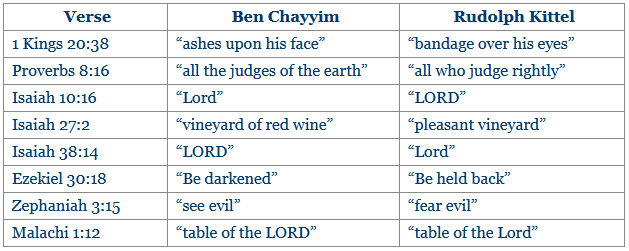 Verse Ben Chayyim Rudolph Kittel
1 Kings 20:38 “ashes upon his face” “bandage over his eyes”
Proverbs 8:16 “all the judges of the earth” “all who judge rightly”
Isaiah 10:16 “Lord” “LORD”
Isaiah 27:2 “vineyard of red wine” “pleasant vineyard”
Isaiah 38:14 “LORD” “Lord”
Ezekiel 30:18 “Be darkened” “Be held back”
Zephaniah 3:15 “see evil” “fear evil”
Malachi 1:12 “table of the LORD” “table of the Lord”